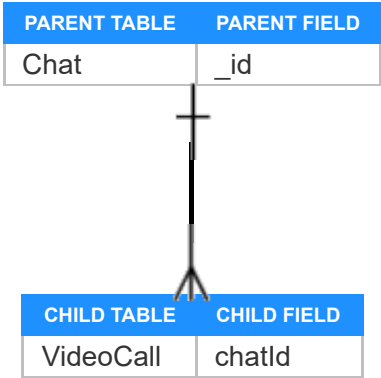 PARENT TABLE PARENT FIELD
Chat _id
CHILD TABLE CHILD FIELD
VideoCall chatId